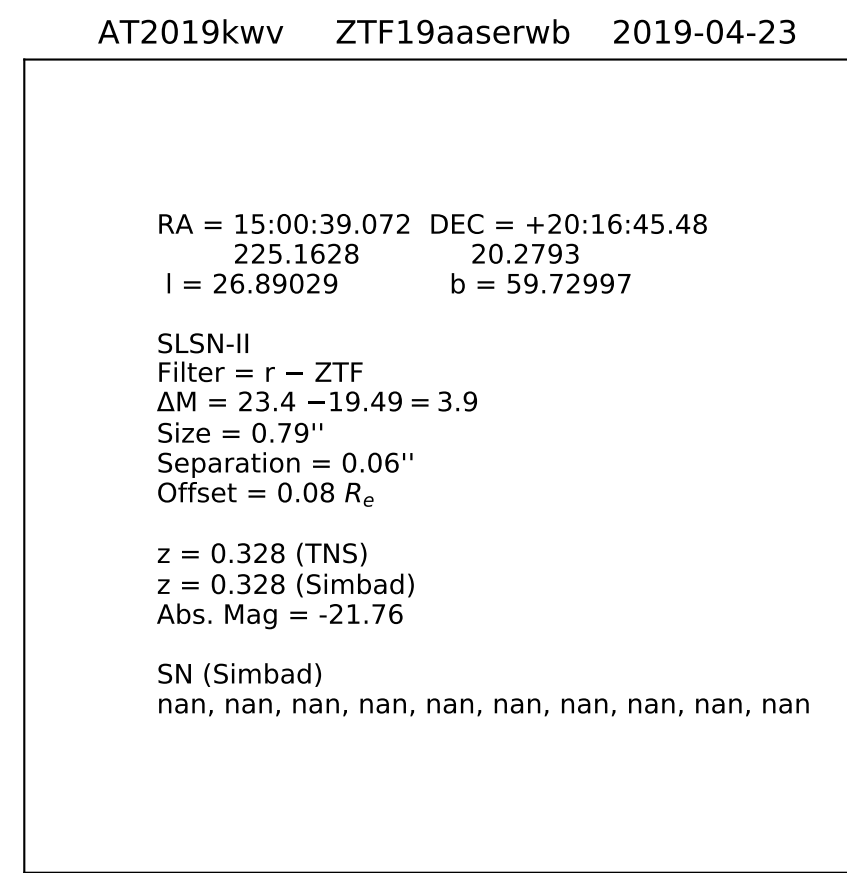 AT2019kwv ZTF19aaserwb 2019-04-23
RA = 15:00:39.072 DEC = +20:16:45.48
225.1628 20.2793
l = 26.89029 b = 59.72997
SLSN-II
Filter = r − ZTF
ΔM = 23.4 −19.49 = 3.9
Size = 0.79''
Separation = 0.06''
Offset = 0.08 Rₑ
z = 0.328 (TNS)
z = 0.328 (Simbad)
Abs. Mag = -21.76
SN (Simbad)
nan, nan, nan, nan, nan, nan, nan, nan, nan, nan